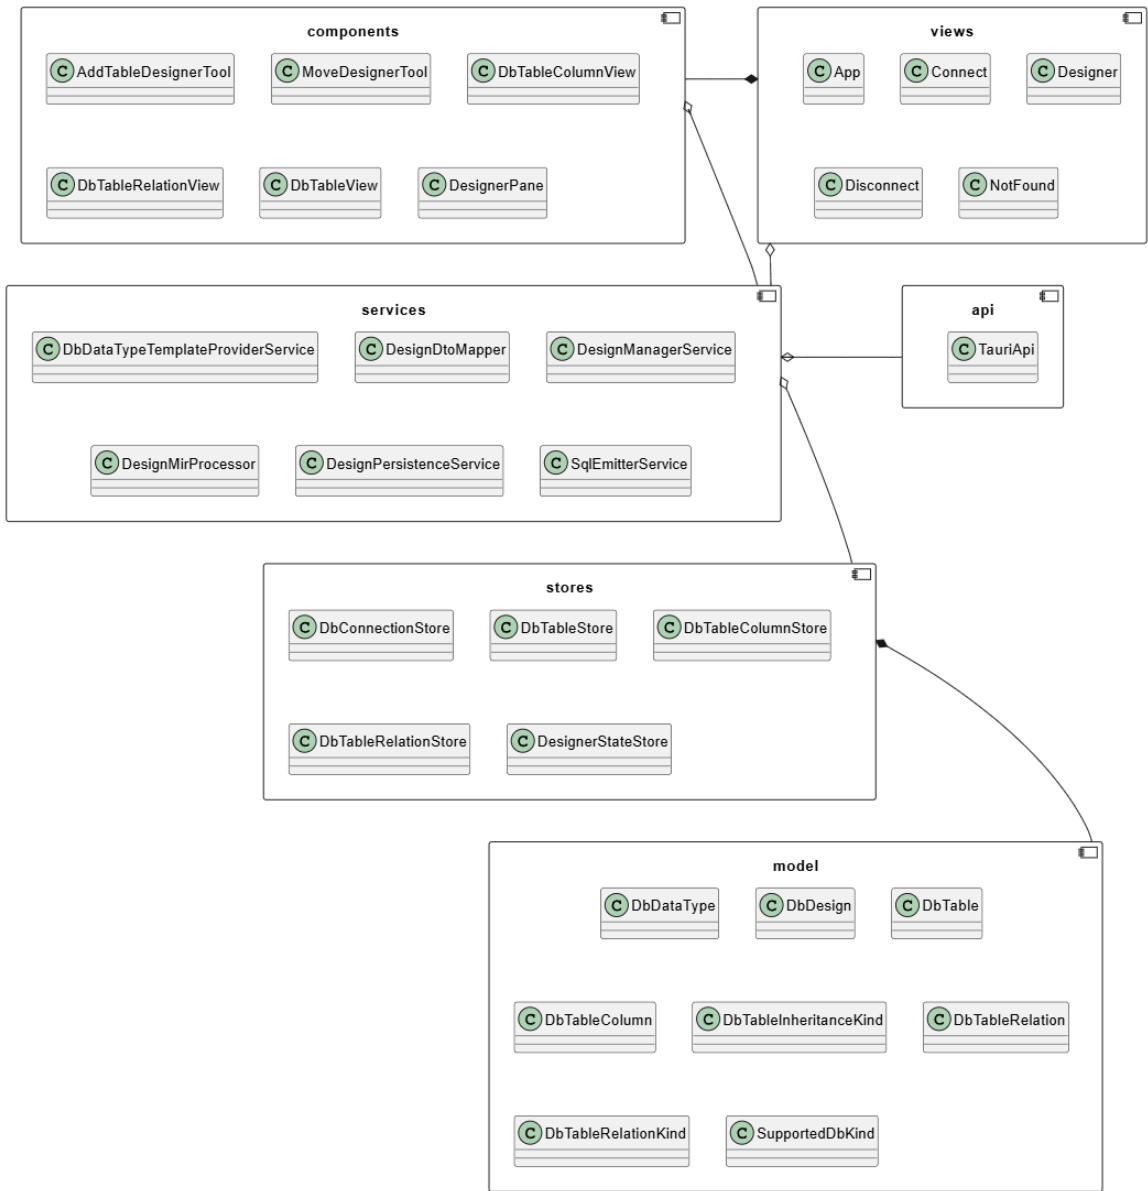 components
C AddTableDesignerTool
C MoveDesignerTool
C DbTableColumnView
C DbTableRelationView
C DbTableView
C DesignerPane
views
C App
C Connect
C Designer
C Disconnect
C NotFound
services
C DbDataTypeTemplateProviderService
C DesignDtoMapper
C DesignManagerService
C DesignMirProcessor
C DesignPersistenceService
C SqlEmitterService
api
C TauriApi
stores
C DbConnectionStore
C DbTableStore
C DbTableColumnStore
C DbTableRelationStore
C DesignerStateStore
model
C DbDataType
C DbDesign
C DbTable
C DbTableColumn
C DbTableInheritanceKind
C DbTableRelation
C DbTableRelationKind
C SupportedDbKind